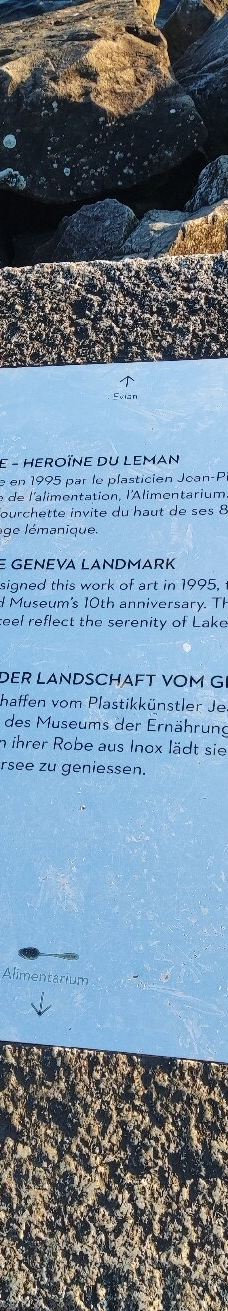 Evian
E – HEROÏNE DU LEMAN
e en 1995 par le plasticien Jean-P
e de l'alimentation, l'Alimentarium.
ourchette invite du haut de ses 8
oge lémanique.
E GENEVA LANDMARK
signed this work of art in 1995, t
d Museum's 10th anniversary. Th
teel reflect the serenity of Lake
DER LANDSCHAFT VOM G
haffen vom Plastikkünstler Je
des Museums der Ernährung
n ihrer Robe aus Inox lädt sie
rsee zu geniessen.
Alimentarium